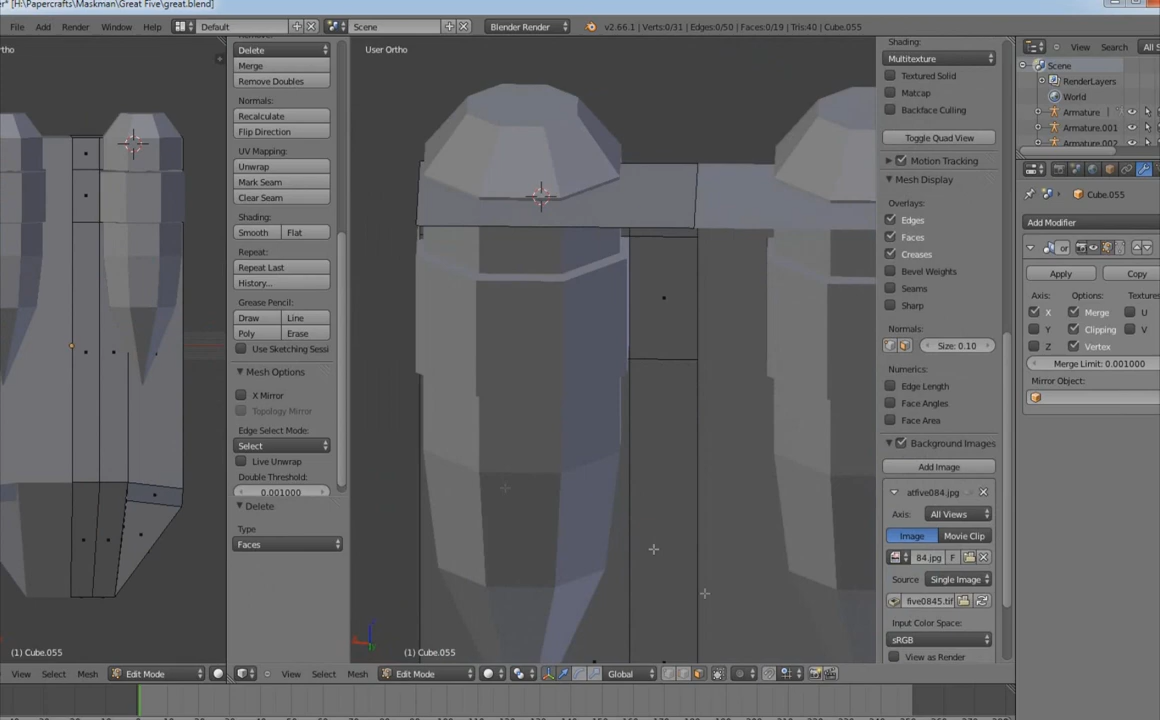 er* [H:\Papercrafts\Maskman\Great Five\great.blend]
File Add Render Window Help Default Scene Blender Render v2.66.1 | Verts:0/31 | Edges:0/50 | Faces:0/19 | Tris:40 | Cube.055
View Search All S
Scene
RenderLayers
World
Armature
Armature.001
Armature.002
Cube.055
Add Modifier
or
Apply Copy
Axis: Options: Textures
X Merge U
Y Clipping V
Z Vertex
Merge Limit: 0.001000
Mirror Object:
rtho
Delete
Merge
Remove Doubles
Normals:
Recalculate
Flip Direction
UV Mapping:
Unwrap
Mark Seam
Clear Seam
Shading:
Smooth Flat
Repeat:
Repeat Last
History...
Grease Pencil:
Draw Line
Poly Erase
Use Sketching Sessi
Mesh Options
X Mirror
Topology Mirror
Edge Select Mode:
Select
Live Unwrap
Double Threshold:
0.001000
Delete
Type
Faces
User Ortho
Shading:
Multitexture
Textured Solid
Matcap
Backface Culling
Toggle Quad View
Motion Tracking
Mesh Display
Overlays:
Edges
Faces
Creases
Bevel Weights
Seams
Sharp
Normals:
Size: 0.10
Numerics:
Edge Length
Face Angles
Face Area
Background Images
Add Image
atfive084.jpg
Axis: All Views
Image Movie Clip
84.jpg F
Source Single Image
five0845.tif
Input Color Space:
sRGB
View as Render
(1) Cube.055
(1) Cube.055
View Select Mesh Edit Mode
View Select Mesh Edit Mode Global